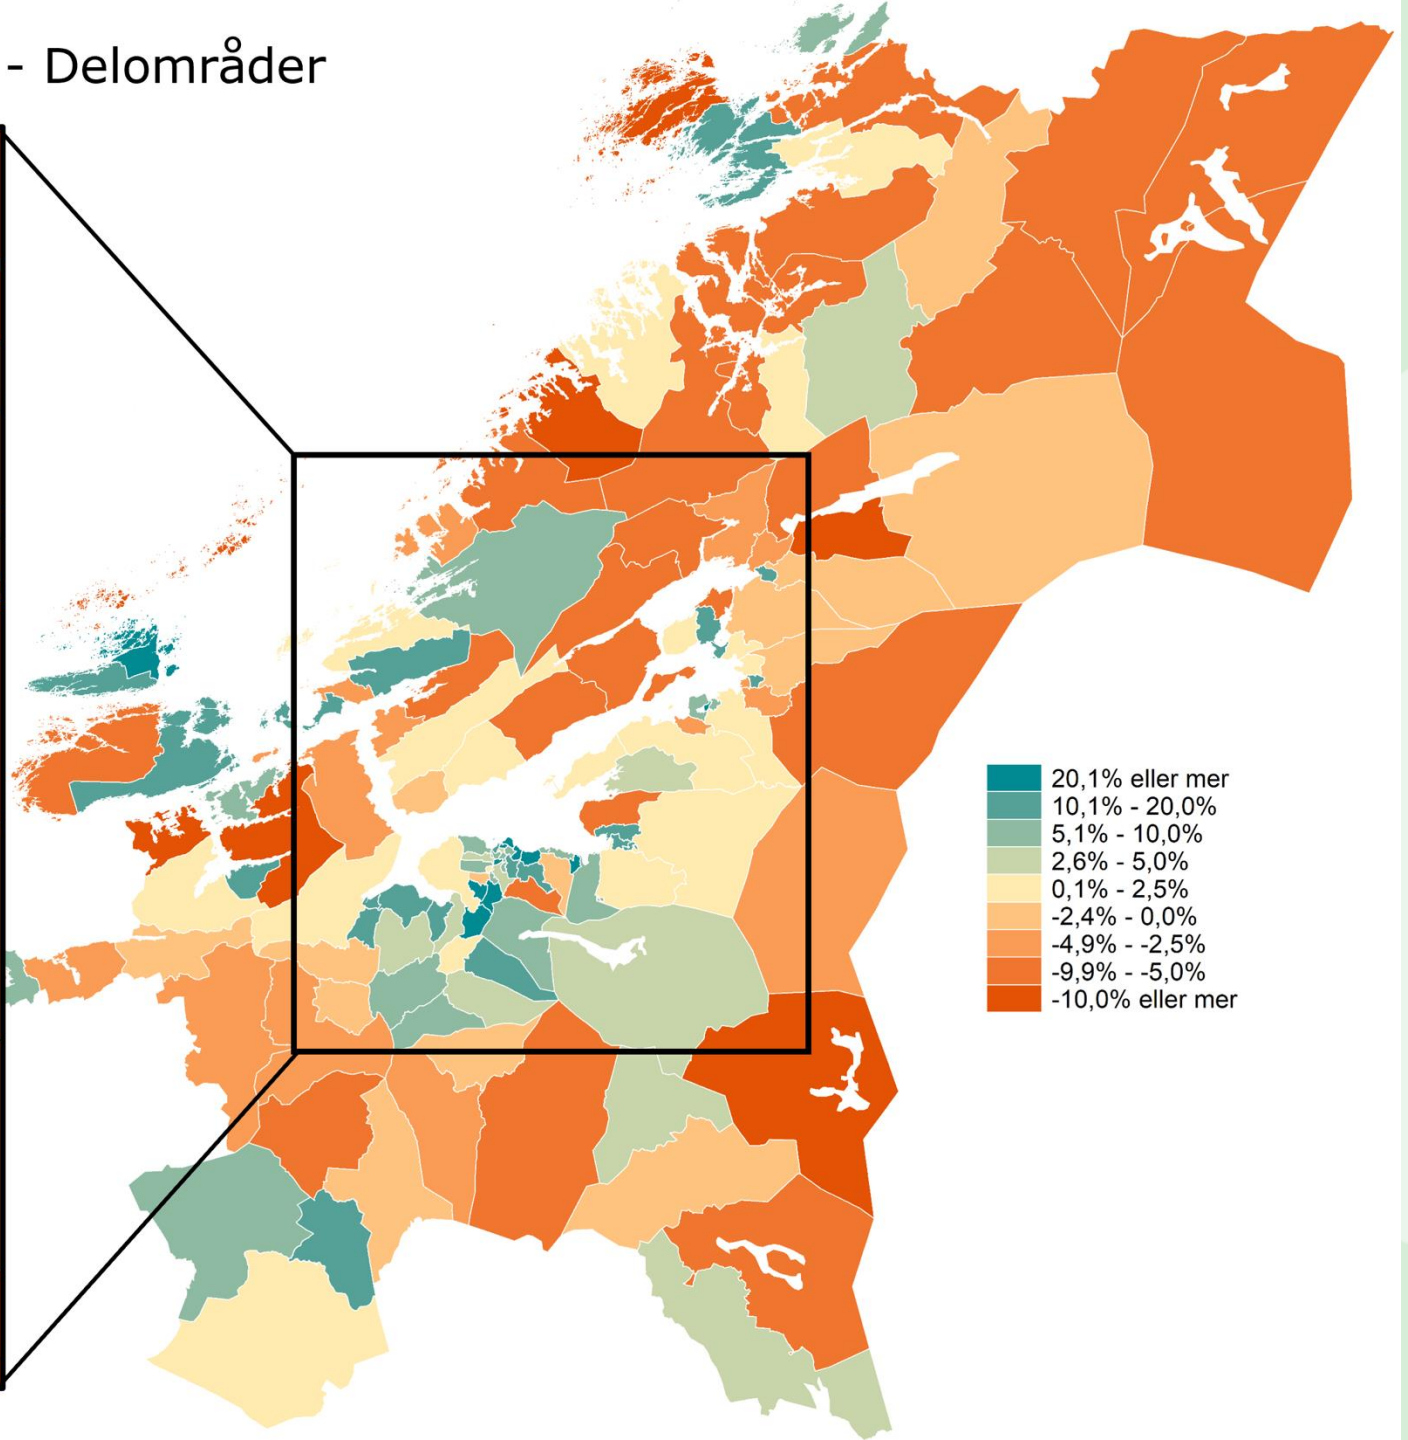 - Delområder
20,1% eller mer
10,1% - 20,0%
5,1% - 10,0%
2,6% - 5,0%
0,1% - 2,5%
-2,4% - 0,0%
-4,9% - -2,5%
-9,9% - -5,0%
-10,0% eller mer